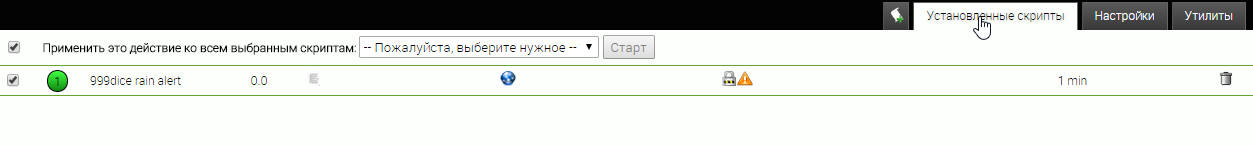 Установленные скрипты Настройки Утилиты
Применить это действие ко всем выбранным скриптам: -- Пожалуйста, выберите нужное -- Старт
1 999dice rain alert 0.0 1 min